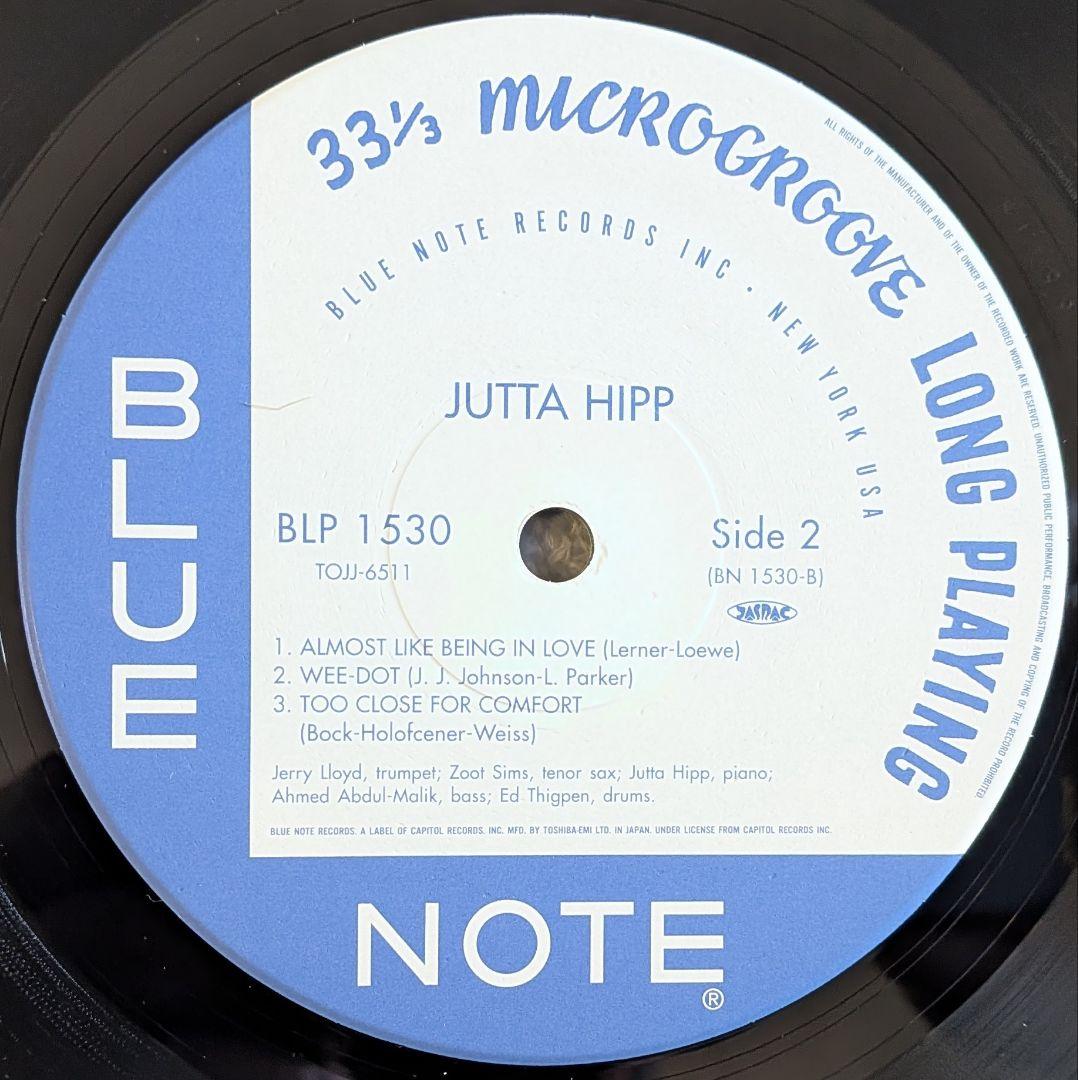 33⅓ MICROGROOVE LONG PLAYING
ALL RIGHTS OF THE MANUFACTURER AND OF THE OWNER OF THE RECORDED WORK ARE RESERVED. UNAUTHORIZED PUBLIC PERFORMANCE, BROADCASTING AND COPYING OF THE RECORD PROHIBITED.
BLUE NOTE RECORDS INC · NEW YORK USA
JUTTA HIPP
BLP 1530
TOJJ-6511
Side 2
(BN 1530-B)
JASRAC
1. ALMOST LIKE BEING IN LOVE (Lerner-Loewe)
2. WEE-DOT (J. J. Johnson-L. Parker)
3. TOO CLOSE FOR COMFORT
(Bock-Holofcener-Weiss)
Jerry Lloyd, trumpet; Zoot Sims, tenor sax; Jutta Hipp, piano;
Ahmed Abdul-Malik, bass; Ed Thigpen, drums.
BLUE NOTE RECORDS. A LABEL OF CAPITOL RECORDS. INC. MFD. BY TOSHIBA-EMI LTD. IN JAPAN. UNDER LICENSE FROM CAPITOL RECORDS INC.
BLUE
NOTE
®